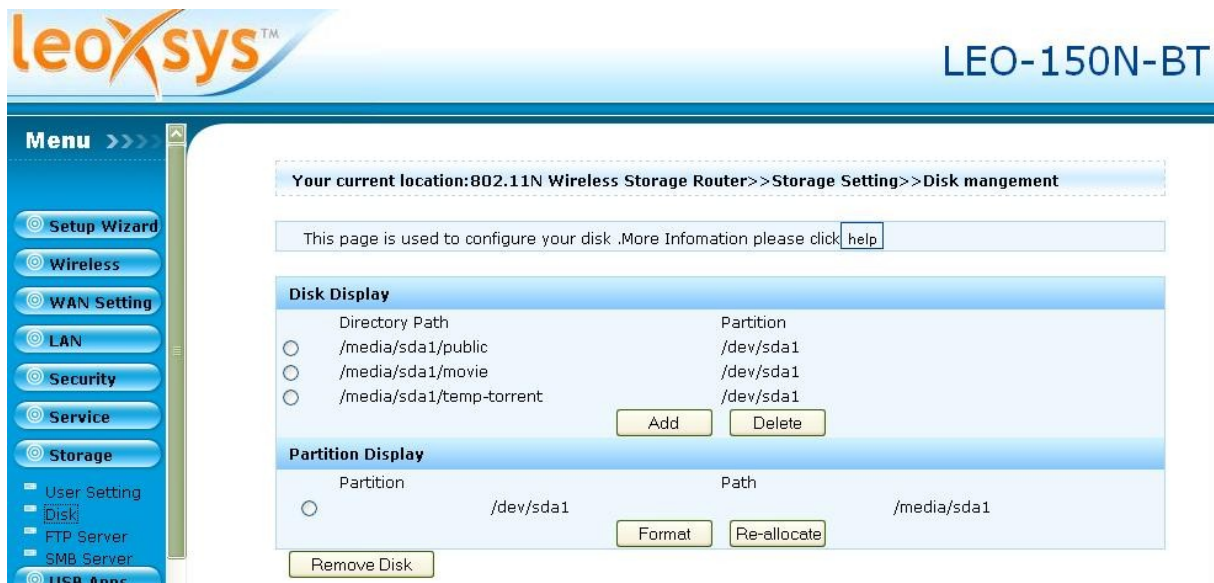 leoxsys™
LEO-150N-BT
Menu >>>>
Setup Wizard
Wireless
WAN Setting
LAN
Security
Service
Storage
User Setting
Disk
FTP Server
SMB Server
USB Apps
Your current location:802.11N Wireless Storage Router>>Storage Setting>>Disk mangement
This page is used to configure your disk .More Infomation please click help
Disk Display
Directory Path Partition
/media/sda1/public /dev/sda1
/media/sda1/movie /dev/sda1
/media/sda1/temp-torrent /dev/sda1
Add Delete
Partition Display
Partition Path
/dev/sda1 /media/sda1
Format Re-allocate
Remove Disk